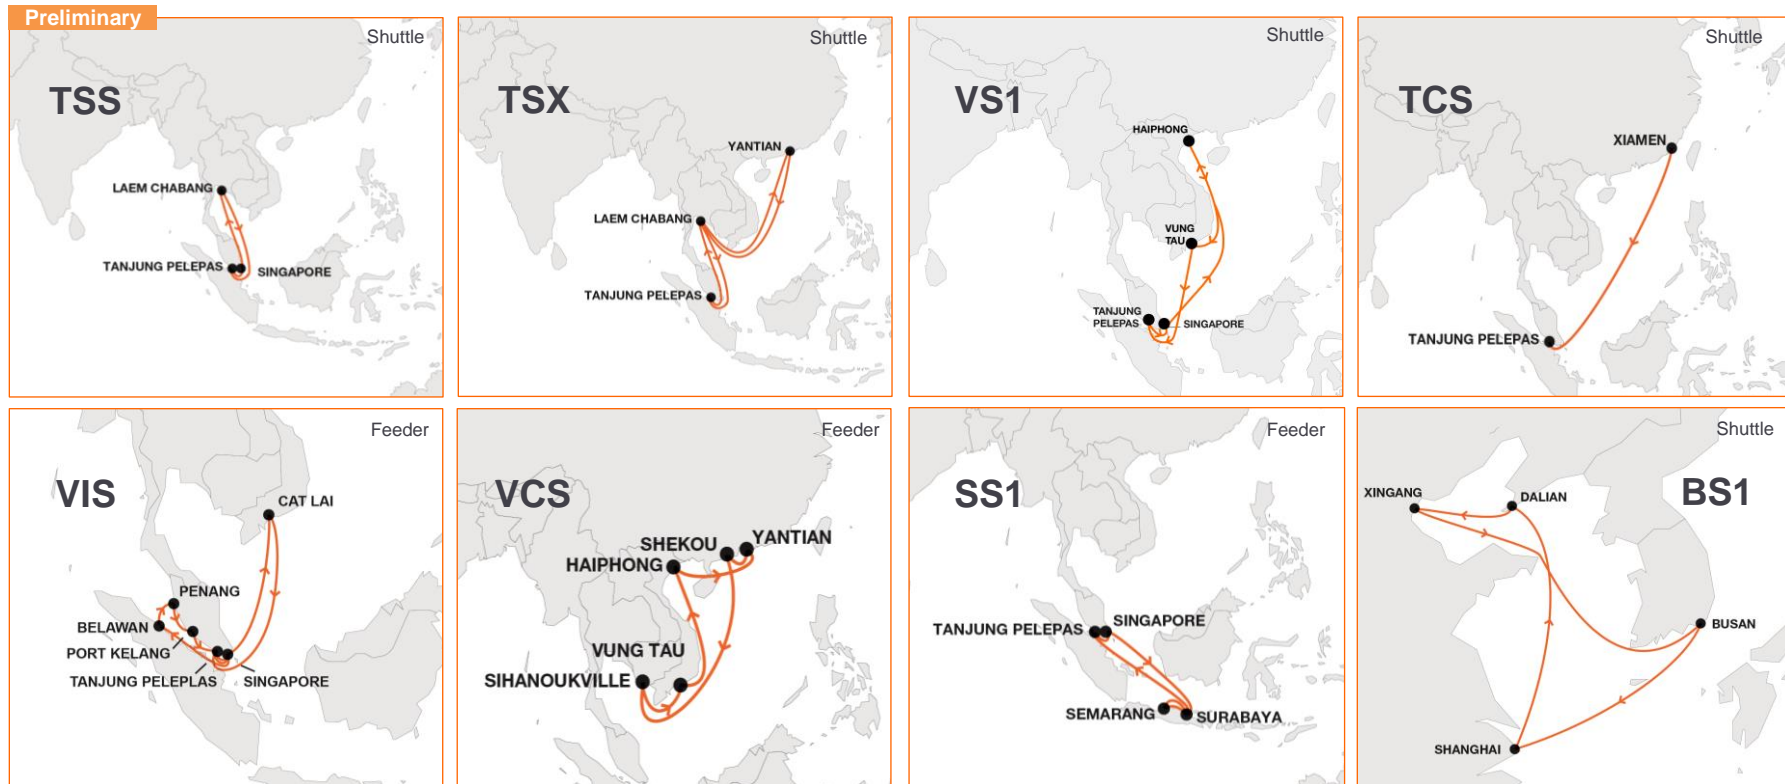 Preliminary
Shuttle
TSS
LAEM CHABANG
TANJUNG PELEPAS
SINGAPORE
Shuttle
TSX
YANTIAN
LAEM CHABANG
TANJUNG PELEPAS
Shuttle
VS1
HAIPHONG
VUNG
TAU
TANJUNG
PELEPAS
SINGAPORE
Shuttle
TCS
XIAMEN
TANJUNG PELEPAS
Feeder
VIS
CAT LAI
PENANG
BELAWAN
PORT KELANG
TANJUNG PELEPLAS
SINGAPORE
Feeder
VCS
YANTIAN
SHEKOU
HAIPHONG
VUNG TAU
SIHANOUKVILLE
Feeder
SS1
SINGAPORE
TANJUNG PELEPAS
SEMARANG
SURABAYA
Shuttle
BS1
XINGANG
DALIAN
BUSAN
SHANGHAI